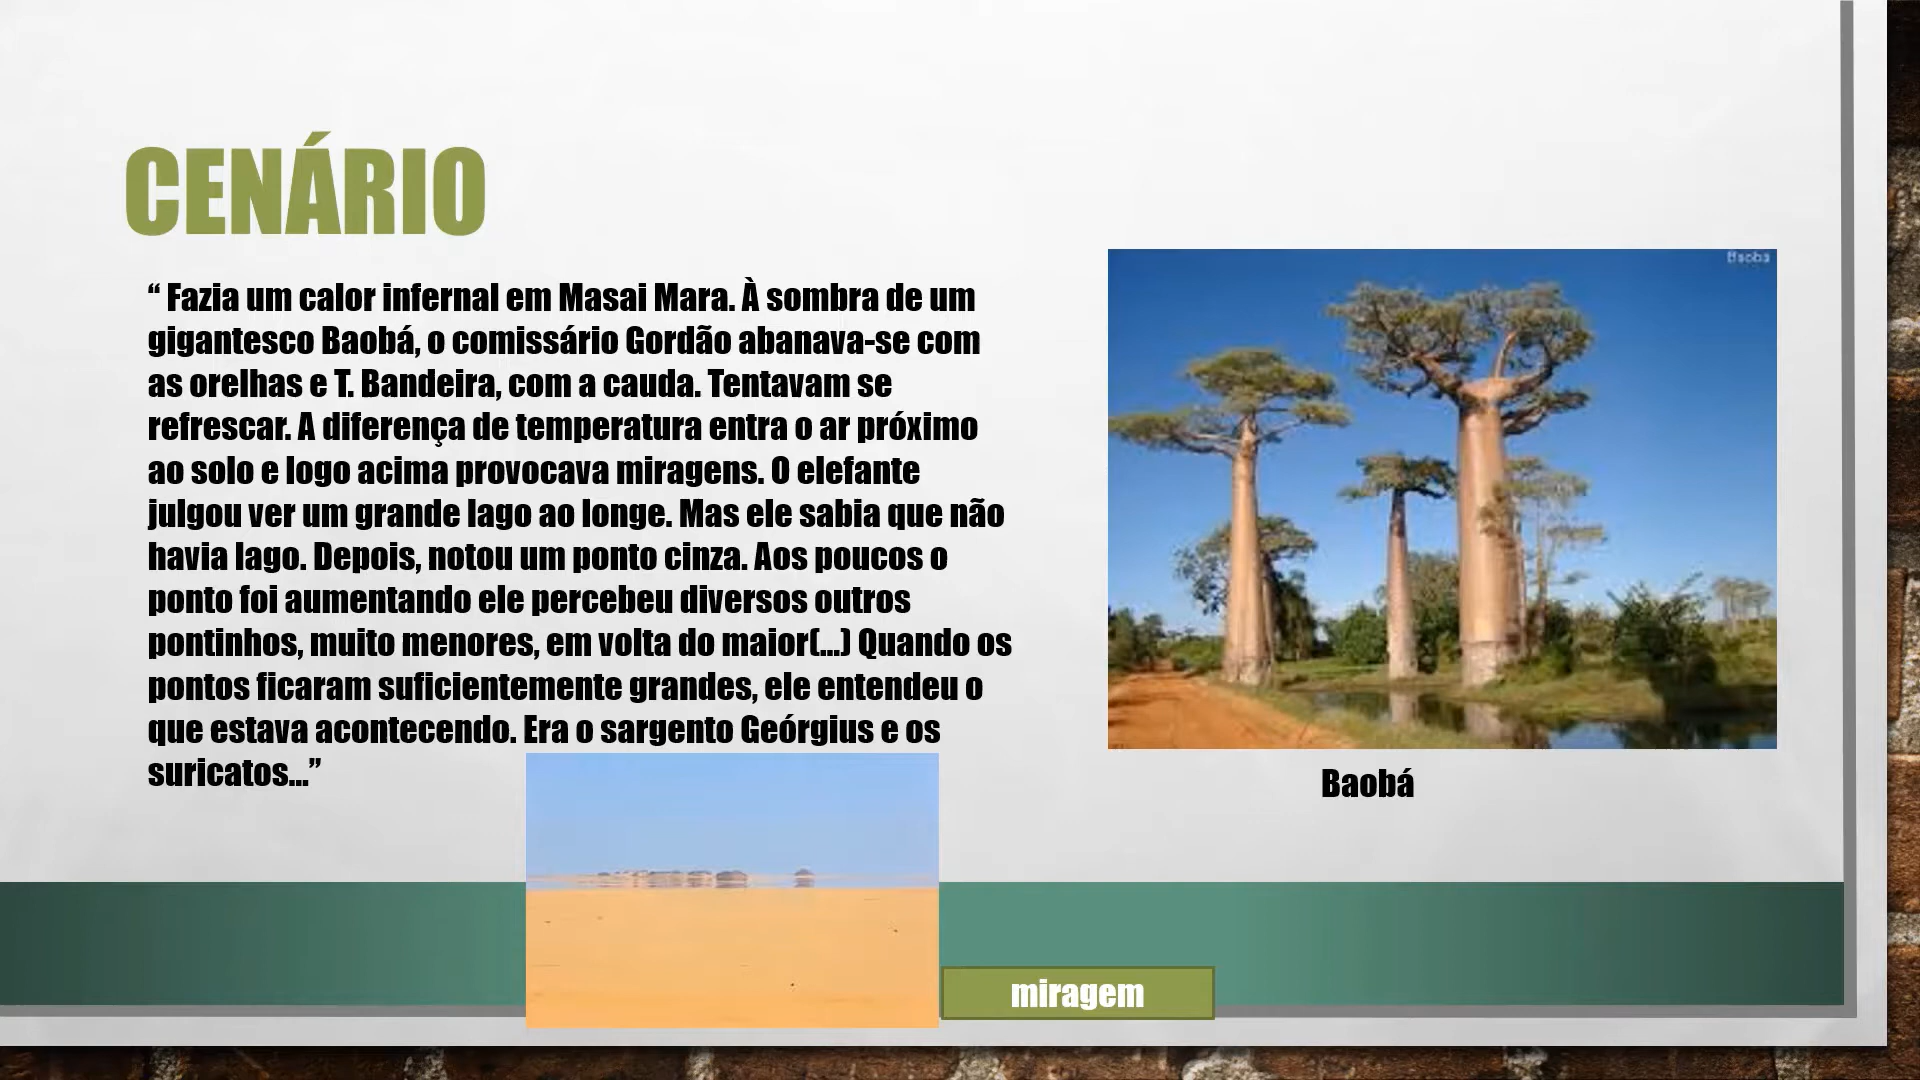 CENÁRIO
“ Fazia um calor infernal em Masai Mara. À sombra de um
gigantesco Baobá, o comissário Gordão abanava-se com
as orelhas e T. Bandeira, com a cauda. Tentavam se
refrescar. A diferença de temperatura entra o ar próximo
ao solo e logo acima provocava miragens. O elefante
julgou ver um grande lago ao longe. Mas ele sabia que não
havia lago. Depois, notou um ponto cinza. Aos poucos o
ponto foi aumentando ele percebeu diversos outros
pontinhos, muito menores, em volta do maior(...) Quando os
pontos ficaram suficientemente grandes, ele entendeu o
que estava acontecendo. Era o sargento Geórgius e os
suricatos...”
Baoba
Baobá
miragem